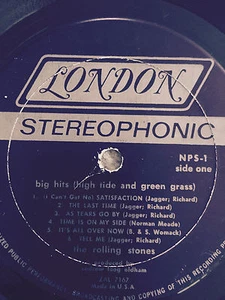 LONDON
STEREOPHONIC
NPS-1
side one
big hits (high tide and green grass)
1. (I Can't Get No) SATISFACTION (Jagger; Richard)
2. THE LAST TIME (Jagger; Richard)
3. AS TEARS GO BY (Jagger; Richard)
4. TIME IS ON MY SIDE (Norman Meade)
5. IT'S ALL OVER NOW (B. & S. Womack)
6. TELL ME (Jagger; Richard)
the rolling stones
produced by
oldham
Made in U.S.A.
COPYING OF THIS